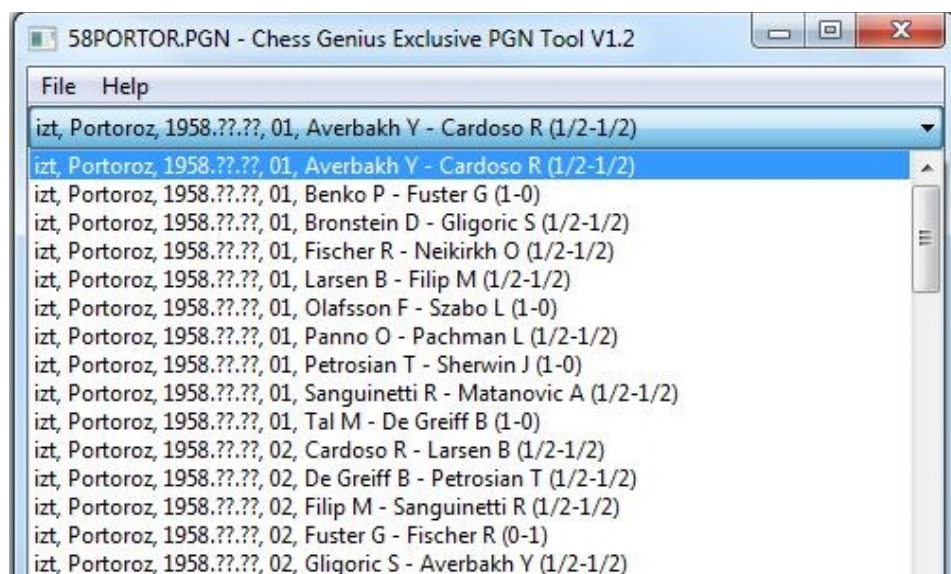 58PORTOR.PGN - Chess Genius Exclusive PGN Tool V1.2
File Help
izt, Portoroz, 1958.??.??, 01, Averbakh Y - Cardoso R (1/2-1/2)
izt, Portoroz, 1958.??.??, 01, Averbakh Y - Cardoso R (1/2-1/2)
izt, Portoroz, 1958.??.??, 01, Benko P - Fuster G (1-0)
izt, Portoroz, 1958.??.??, 01, Bronstein D - Gligoric S (1/2-1/2)
izt, Portoroz, 1958.??.??, 01, Fischer R - Neikirkh O (1/2-1/2)
izt, Portoroz, 1958.??.??, 01, Larsen B - Filip M (1/2-1/2)
izt, Portoroz, 1958.??.??, 01, Olafsson F - Szabo L (1-0)
izt, Portoroz, 1958.??.??, 01, Panno O - Pachman L (1/2-1/2)
izt, Portoroz, 1958.??.??, 01, Petrosian T - Sherwin J (1-0)
izt, Portoroz, 1958.??.??, 01, Sanguinetti R - Matanovic A (1/2-1/2)
izt, Portoroz, 1958.??.??, 01, Tal M - De Greiff B (1-0)
izt, Portoroz, 1958.??.??, 02, Cardoso R - Larsen B (1/2-1/2)
izt, Portoroz, 1958.??.??, 02, De Greiff B - Petrosian T (1/2-1/2)
izt, Portoroz, 1958.??.??, 02, Filip M - Sanguinetti R (1/2-1/2)
izt, Portoroz, 1958.??.??, 02, Fuster G - Fischer R (0-1)
izt, Portoroz, 1958.??.??, 02, Gligoric S - Averbakh Y (1/2-1/2)